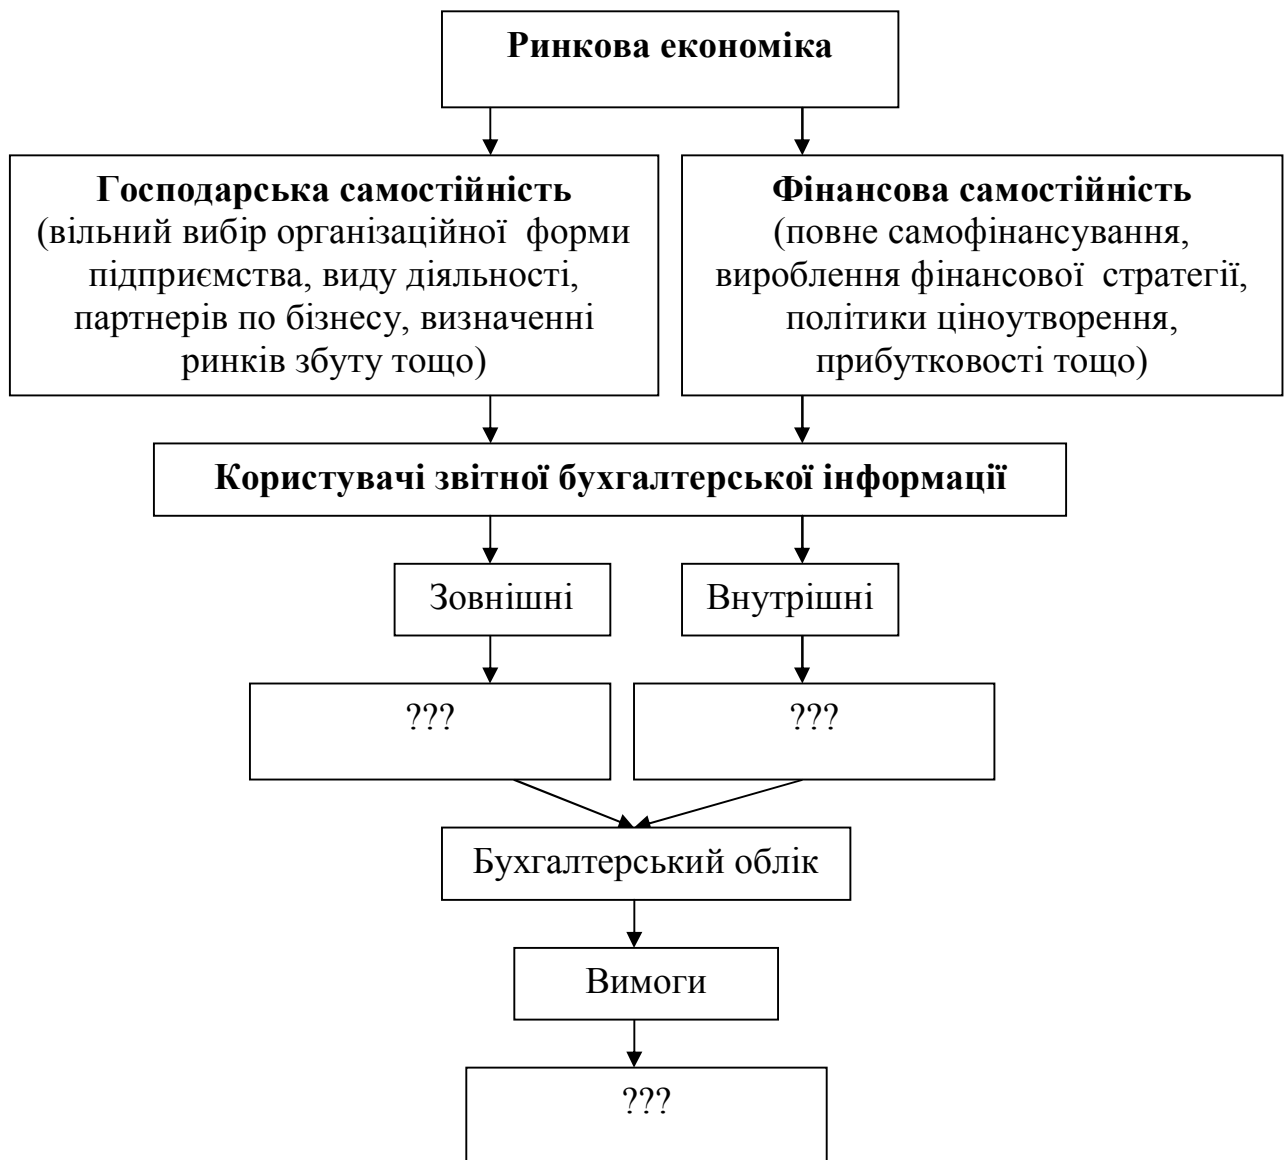 Ринкова економіка
Господарська самостійність
(вільний вибір організаційної форми
підприємства, виду діяльності,
партнерів по бізнесу, визначенні
ринків збуту тощо)
Фінансова самостійність
(повне самофінансування,
вироблення фінансової стратегії,
політики ціноутворення,
прибутковості тощо)
Користувачі звітної бухгалтерської інформації
Зовнішні
Внутрішні
???
???
Бухгалтерський облік
Вимоги
???